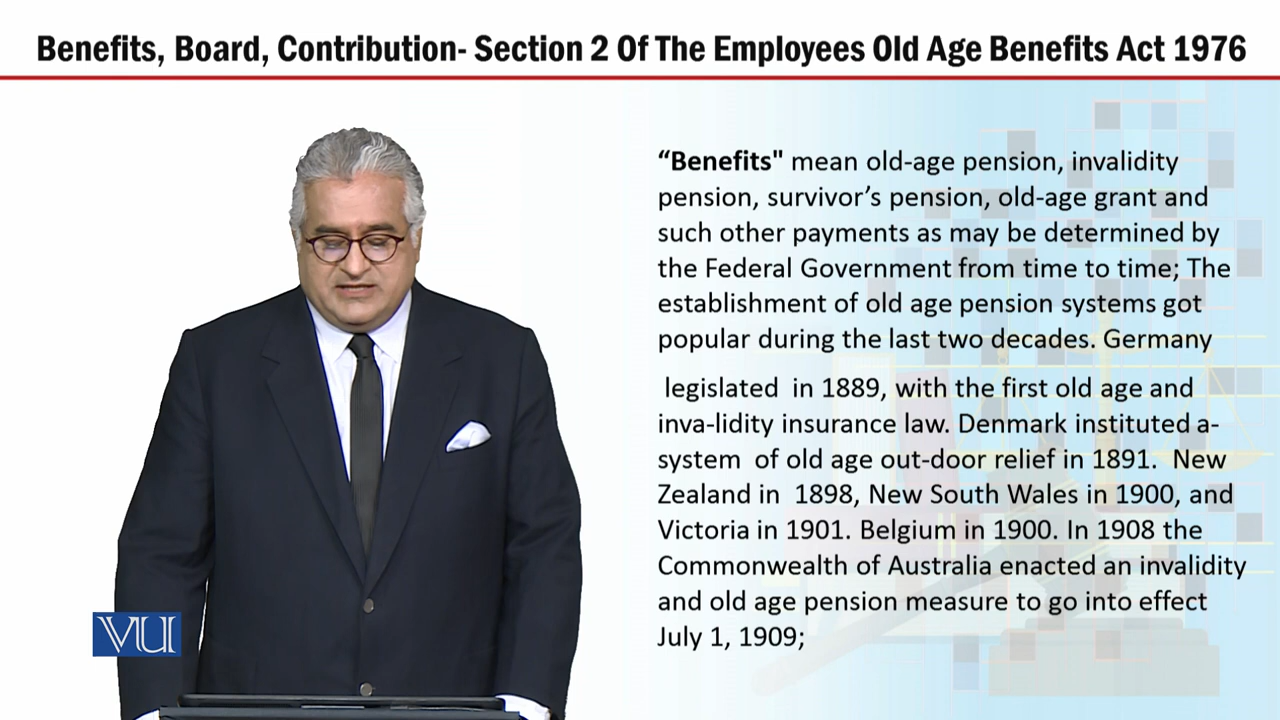 Benefits, Board, Contribution- Section 2 Of The Employees Old Age Benefits Act 1976
“Benefits" mean old-age pension, invalidity
pension, survivor’s pension, old-age grant and
such other payments as may be determined by
the Federal Government from time to time; The
establishment of old age pension systems got
popular during the last two decades. Germany
legislated  in 1889, with the first old age and
inva-lidity insurance law. Denmark instituted a-
system  of old age out-door relief in 1891.  New
Zealand in  1898, New South Wales in 1900, and
Victoria in 1901. Belgium in 1900. In 1908 the
Commonwealth of Australia enacted an invalidity
and old age pension measure to go into effect
July 1, 1909;
VU